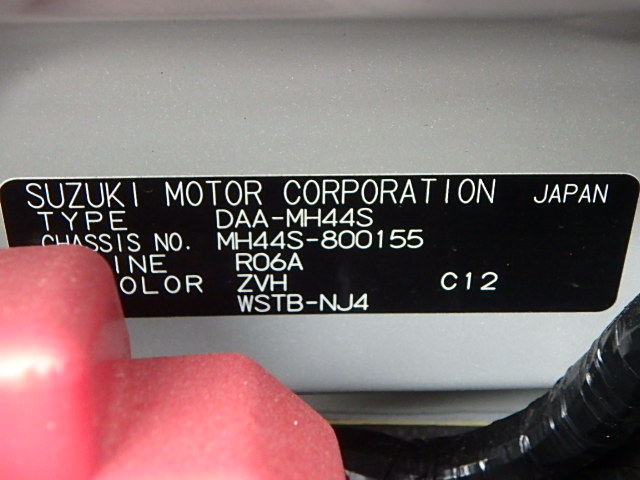 SUZUKI MOTOR CORPORATION JAPAN
TYPE DAA-MH44S
CHASSIS NO. MH44S-800155
INE R06A
OLOR ZVH C12
WSTB-NJ4